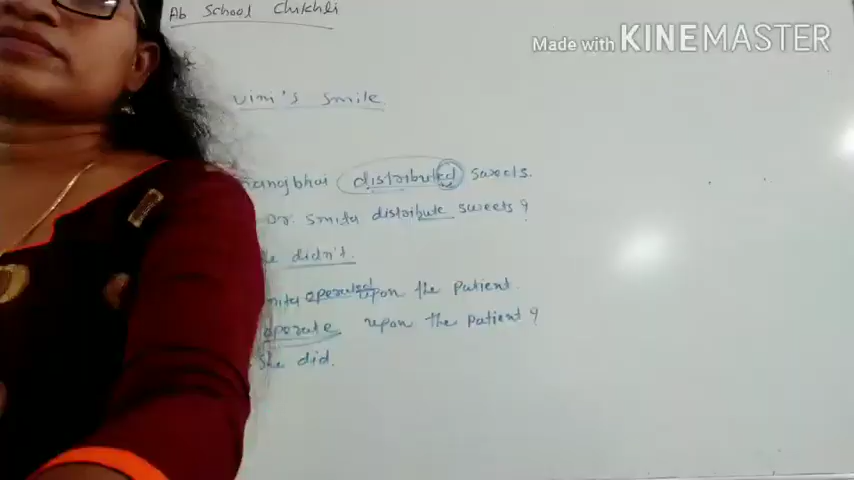 Ab School Chikhli
Made with KINEMASTER
vini's smile
distributed sweets.
Dr. Smita distribute sweets?
didn't.
operated upon the patient.
operate upon the patient?
She did.